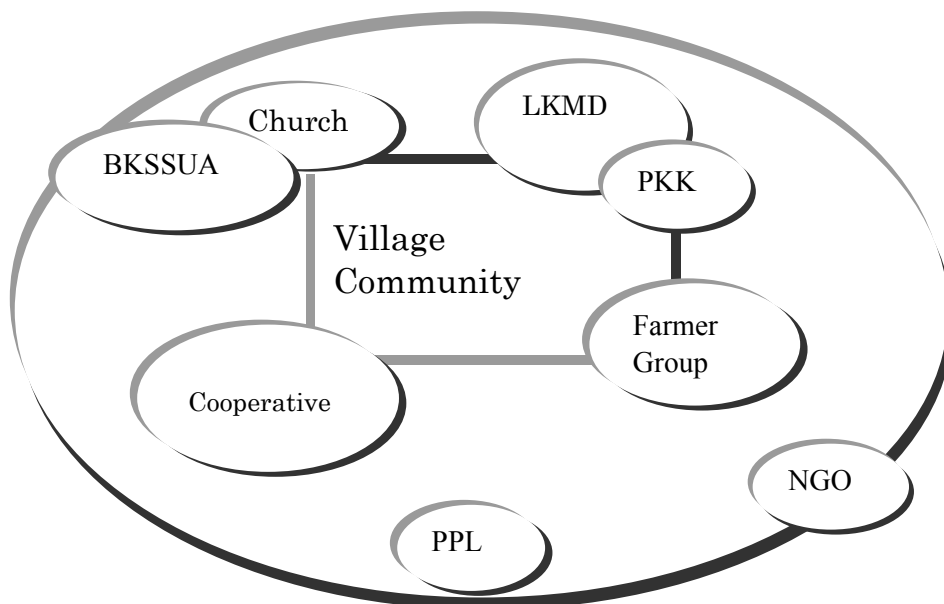 Church
LKMD
BKSSUA
PKK
Village
Community
Farmer
Group
Cooperative
NGO
PPL